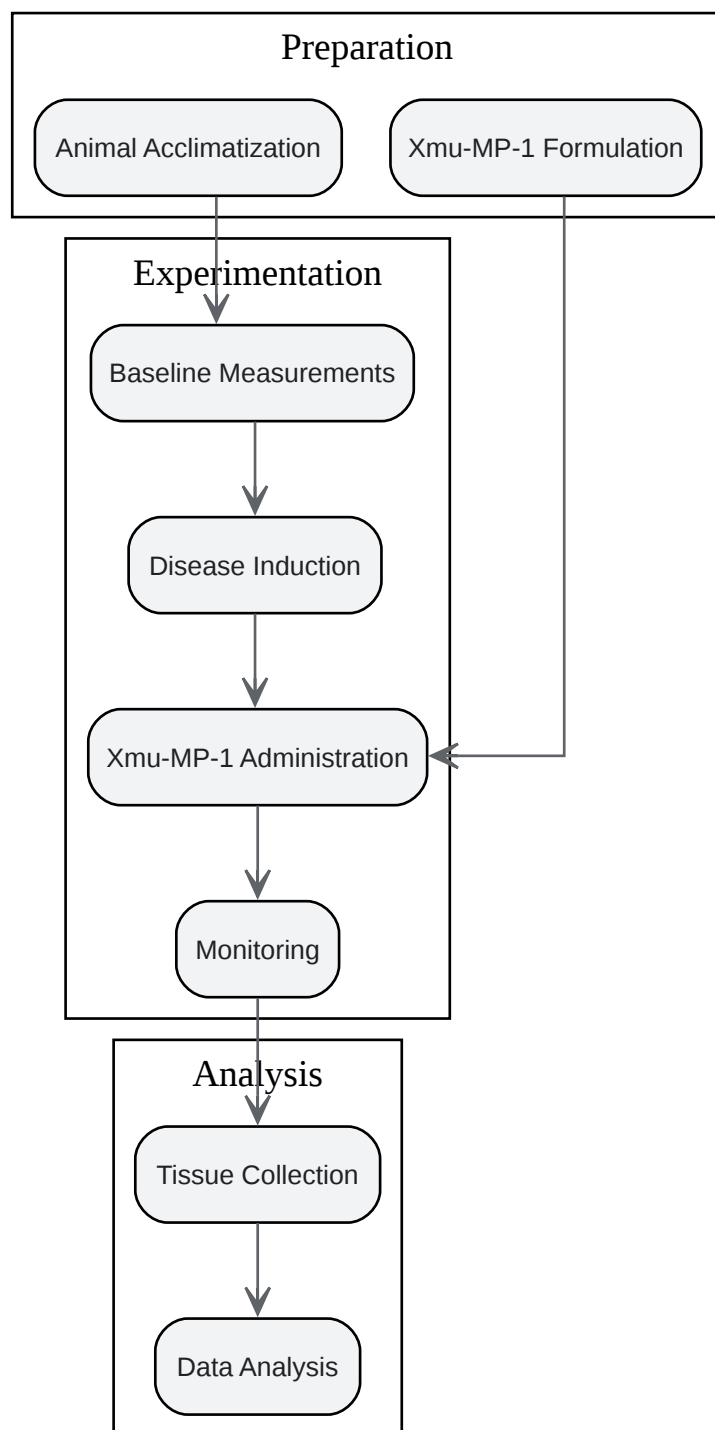 Preparation
Animal Acclimatization
Xmu-MP-1 Formulation
Experimentation
Baseline Measurements
Disease Induction
Xmu-MP-1 Administration
Monitoring
Analysis
Tissue Collection
Data Analysis